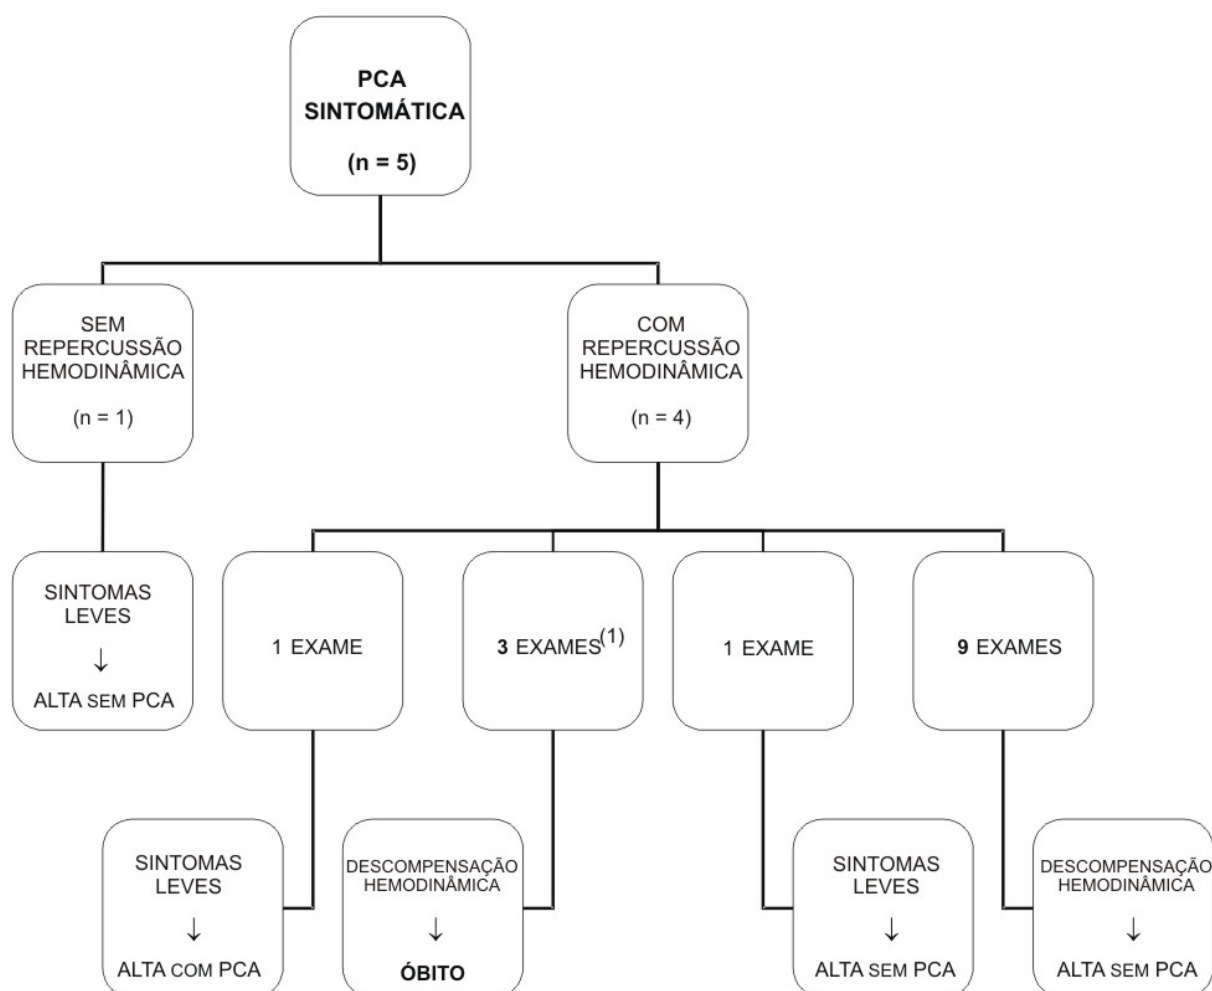 PCA
SINTOMÁTICA
(n = 5)
SEM
REPERCUSSÃO
HEMODINÂMICA
(n = 1)
COM
REPERCUSSÃO
HEMODINÂMICA
(n = 4)
SINTOMAS
LEVES
↓
ALTA SEM PCA
1 EXAME
3 EXAMES(1)
1 EXAME
9 EXAMES
SINTOMAS
LEVES
↓
ALTA COM PCA
DESCOMPENSAÇÃO
HEMODINÂMICA
↓
ÓBITO
SINTOMAS
LEVES
↓
ALTA SEM PCA
DESCOMPENSAÇÃO
HEMODINÂMICA
↓
ALTA SEM PCA